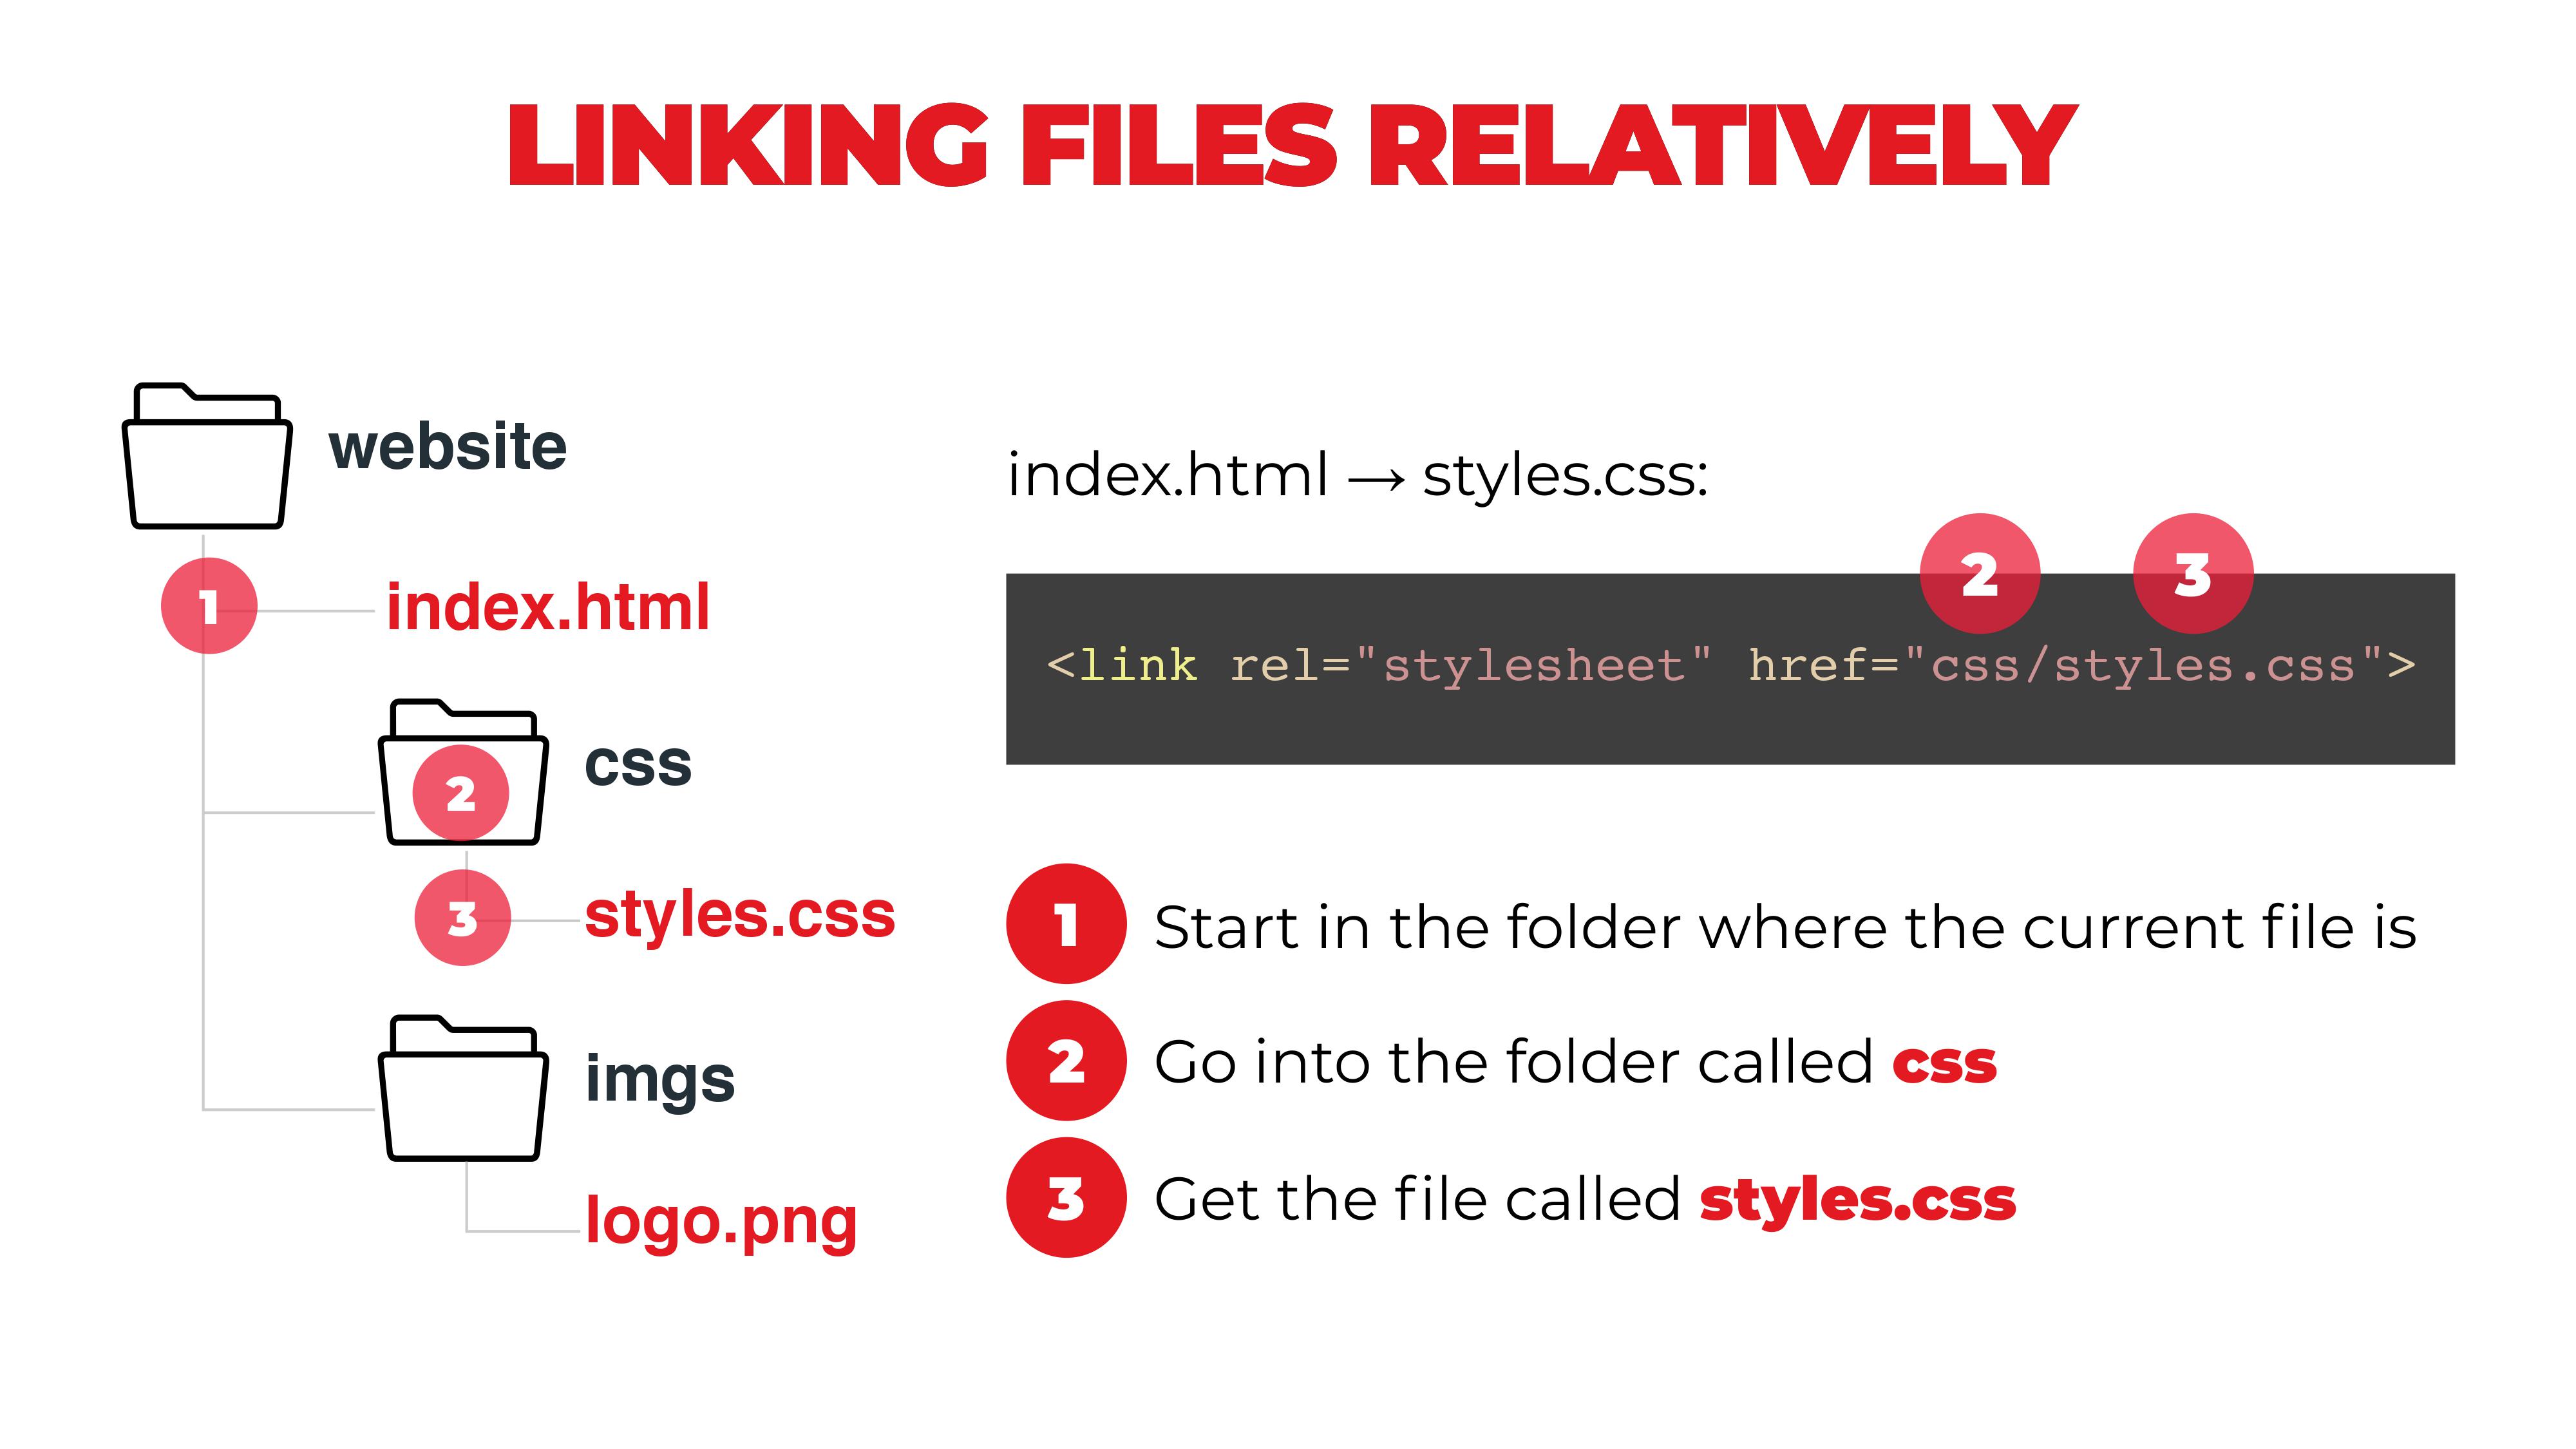 LINKING FILES RELATIVELY
website
1
index.html
2
css
3
styles.css
imgs
logo.png
index.html → styles.css:
2
3
<link rel="stylesheet" href="css/styles.css">
1 Start in the folder where the current file is
2 Go into the folder called css
3 Get the file called styles.css